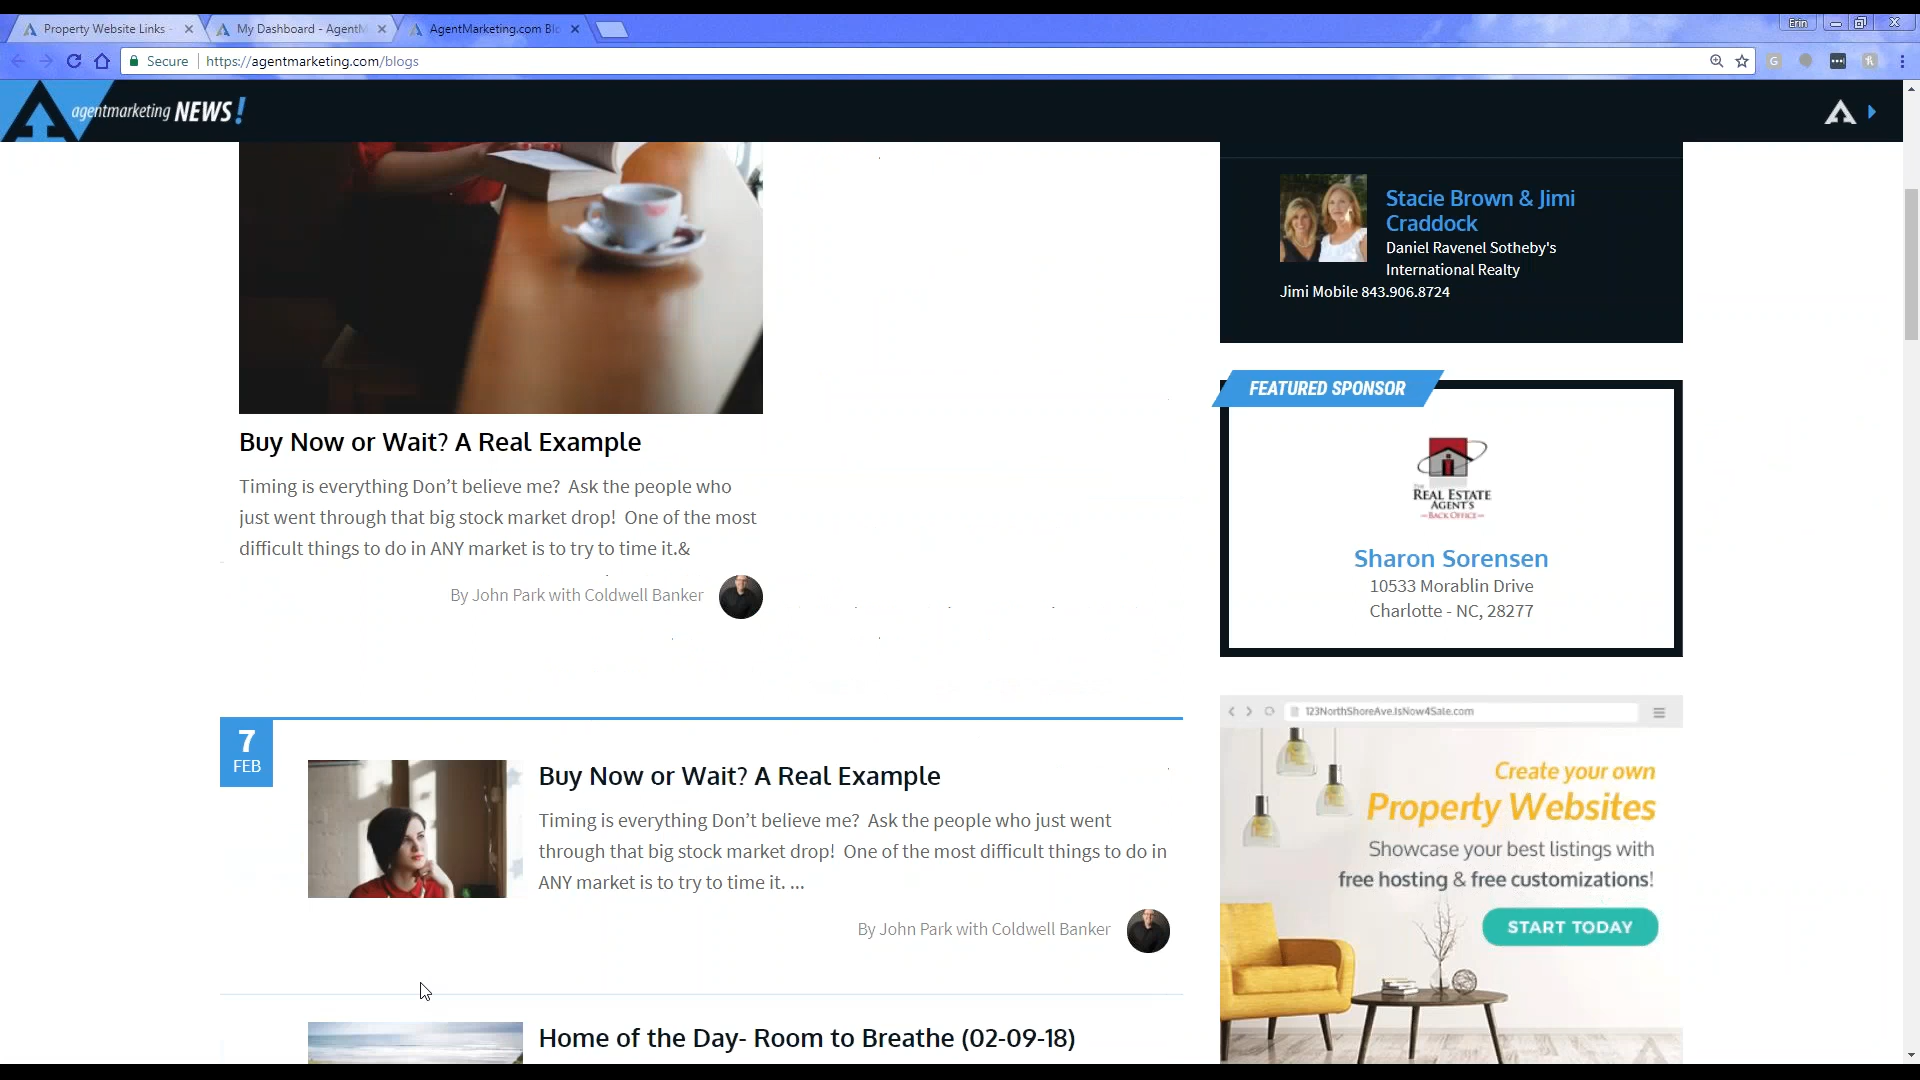 Property Website Links -
My Dashboard - AgentM
AgentMarketing.com Blo
Erin
Secure
https://agentmarketing.com/blogs
agentmarketing NEWS!
Stacie Brown & Jimi
Craddock
Daniel Ravenel Sotheby's
International Realty
Jimi Mobile 843.906.8724
FEATURED SPONSOR
THE
REAL ESTATE
AGENT'S
BACK OFFICE
Sharon Sorensen
10533 Morablin Drive
Charlotte - NC, 28277
Buy Now or Wait? A Real Example
Timing is everything Don’t believe me?  Ask the people who
just went through that big stock market drop!  One of the most
difficult things to do in ANY market is to try to time it.&
By John Park with Coldwell Banker
7
FEB
Buy Now or Wait? A Real Example
Timing is everything Don’t believe me?  Ask the people who just went
through that big stock market drop!  One of the most difficult things to do in
ANY market is to try to time it. ...
By John Park with Coldwell Banker
Home of the Day- Room to Breathe (02-09-18)
123NorthShoreAve.IsNow4Sale.com
Create your own
Property Websites
Showcase your best listings with
free hosting & free customizations!
START TODAY